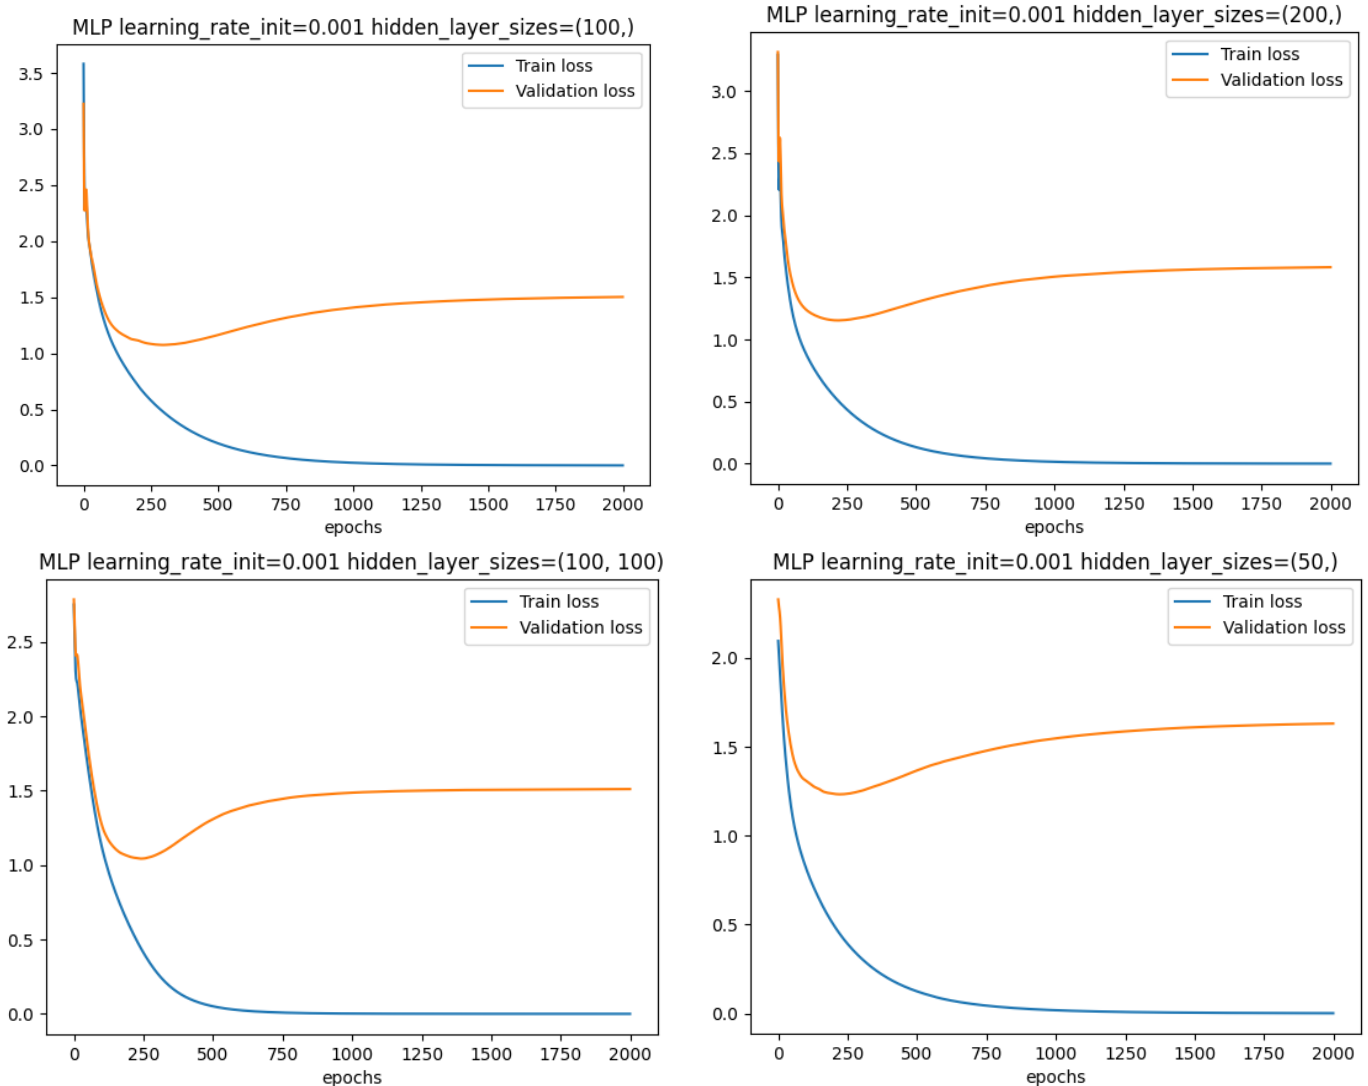 MLP learning_rate_init=0.001 hidden_layer_sizes=(100,)
Train loss
Validation loss
3.5
3.0
2.5
2.0
1.5
1.0
0.5
0.0
0 250 500 750 1000 1250 1500 1750 2000
epochs
MLP learning_rate_init=0.001 hidden_layer_sizes=(200,)
Train loss
Validation loss
3.0
2.5
2.0
1.5
1.0
0.5
0.0
0 250 500 750 1000 1250 1500 1750 2000
epochs
MLP learning_rate_init=0.001 hidden_layer_sizes=(100, 100)
Train loss
Validation loss
2.5
2.0
1.5
1.0
0.5
0.0
0 250 500 750 1000 1250 1500 1750 2000
epochs
MLP learning_rate_init=0.001 hidden_layer_sizes=(50,)
Train loss
Validation loss
2.0
1.5
1.0
0.5
0.0
0 250 500 750 1000 1250 1500 1750 2000
epochs